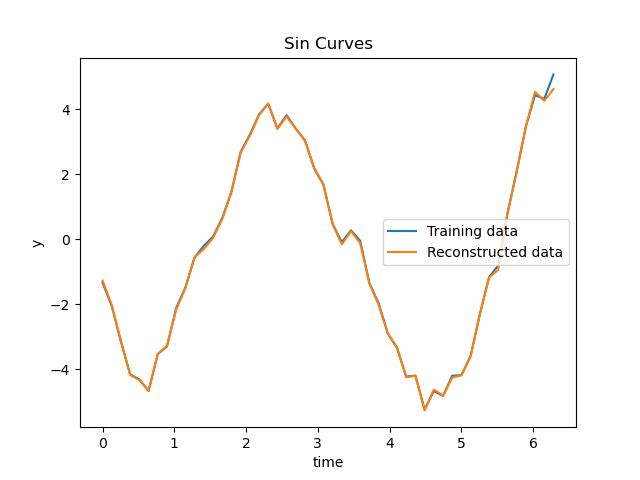 Sin Curves
4
2
0
−2
−4
y
Training data
Reconstructed data
0 1 2 3 4 5 6
time